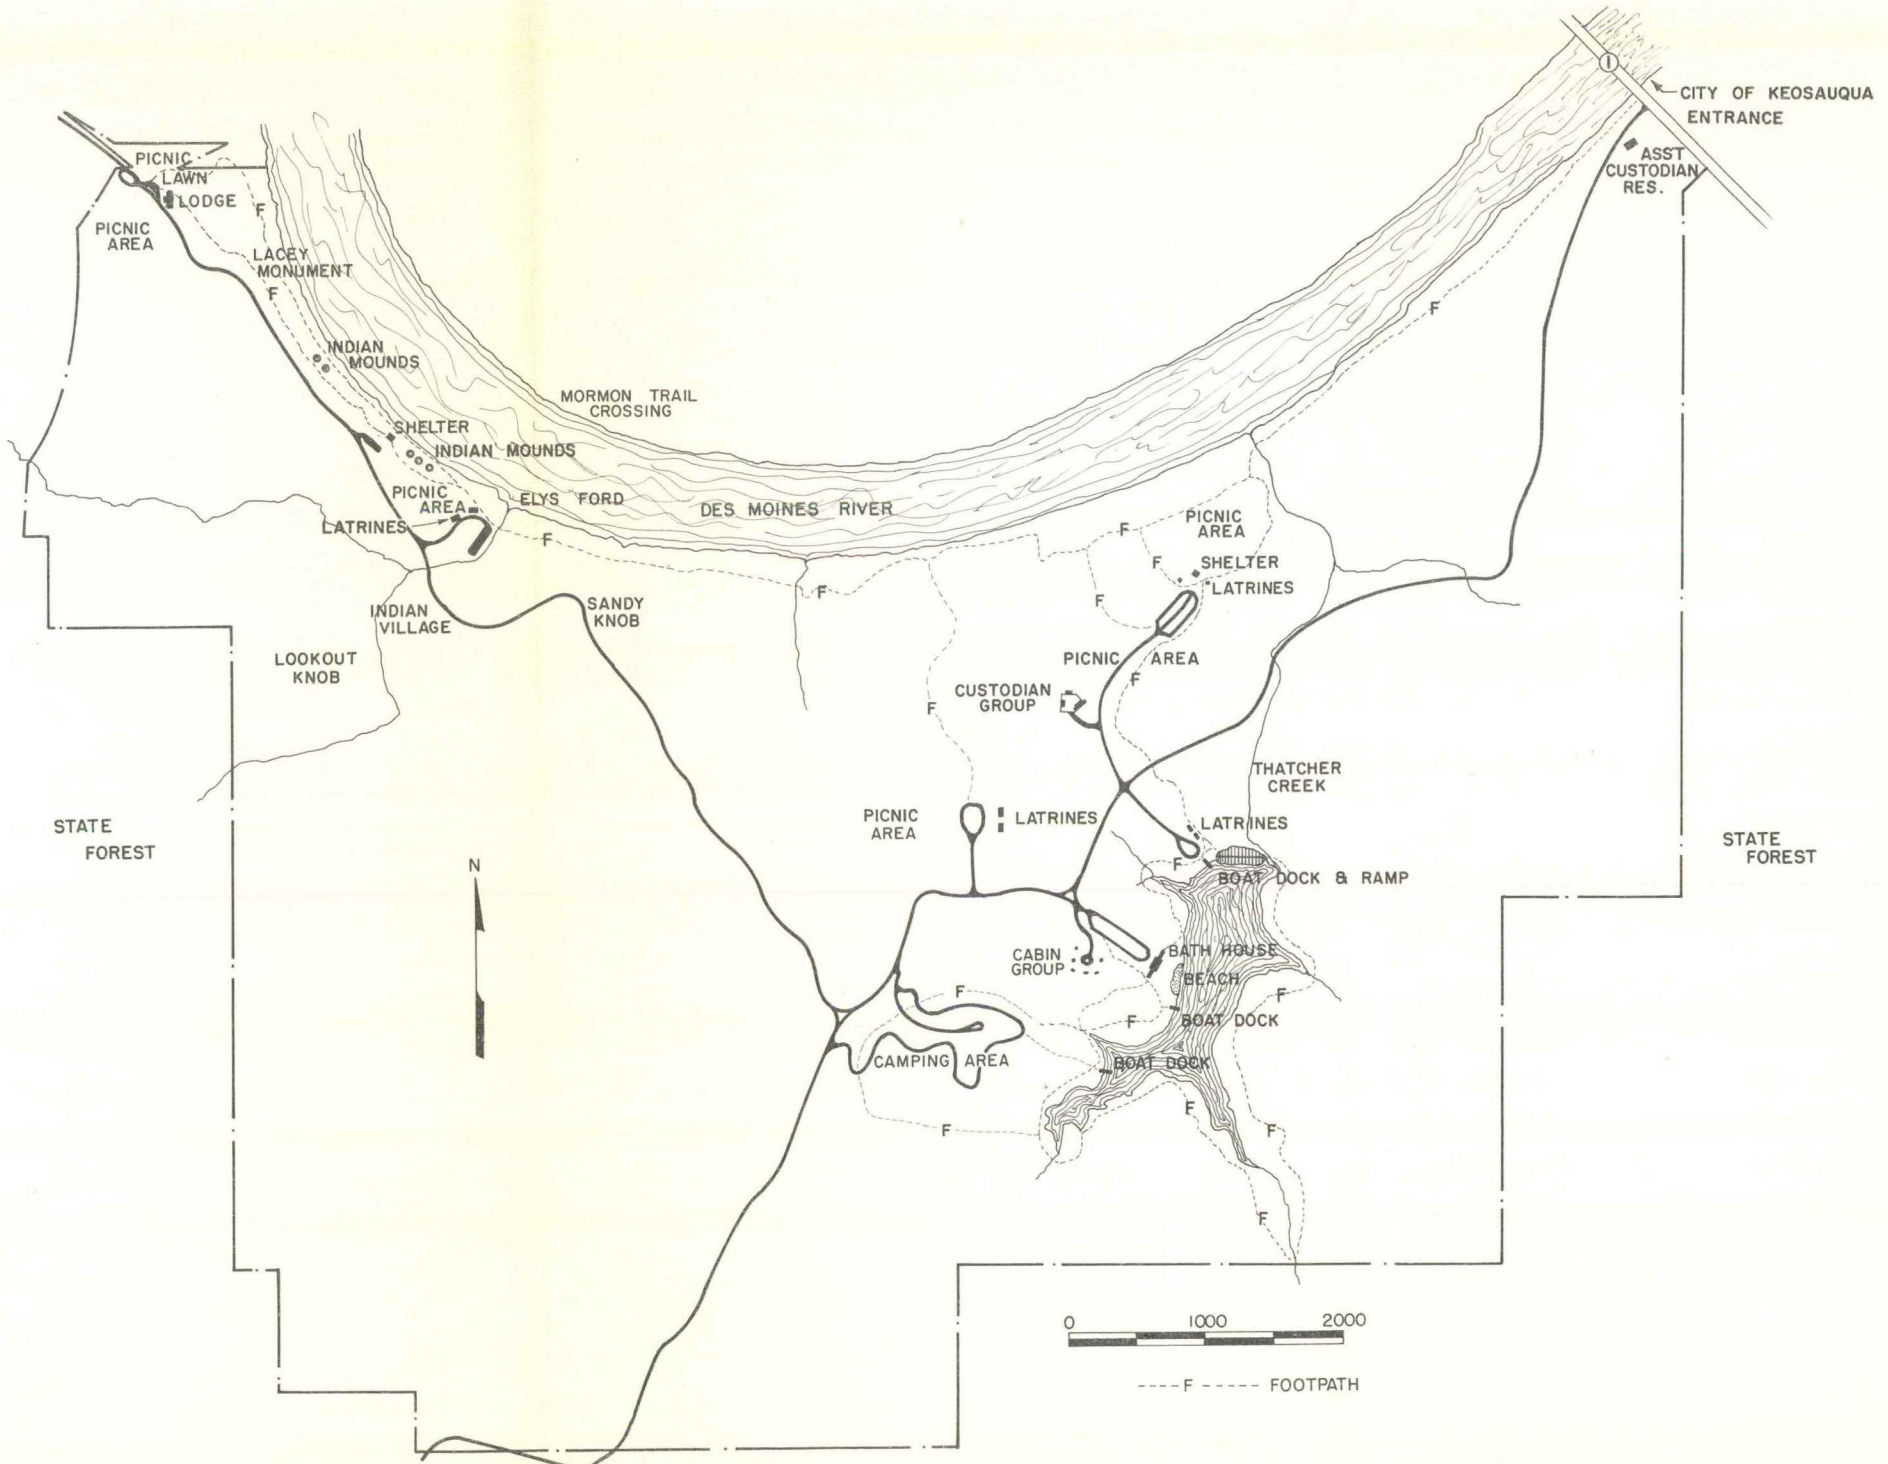 1
CITY OF KEOSAUQUA
ENTRANCE
ASST
CUSTODIAN
RES.
PICNIC
LAWN
LODGE
PICNIC
AREA
F
LACEY
MONUMENT
F
F
INDIAN
MOUNDS
MORMON TRAIL
CROSSING
SHELTER
INDIAN MOUNDS
PICNIC
AREA
ELYS FORD
LATRINES
DES MOINES RIVER
F
F
PICNIC
AREA
F
SHELTER
LATRINES
F
F
INDIAN
VILLAGE
SANDY
KNOB
LOOKOUT
KNOB
PICNIC AREA
F
CUSTODIAN
GROUP
F
THATCHER
CREEK
STATE
FOREST
PICNIC
AREA
LATRINES
LATRINES
STATE
FOREST
F
BOAT DOCK & RAMP
N
CABIN
GROUP
BATH HOUSE
BEACH
F
F
F
BOAT DOCK
CAMPING AREA
BOAT DOCK
F
F
F
F
0 1000 2000
F FOOTPATH